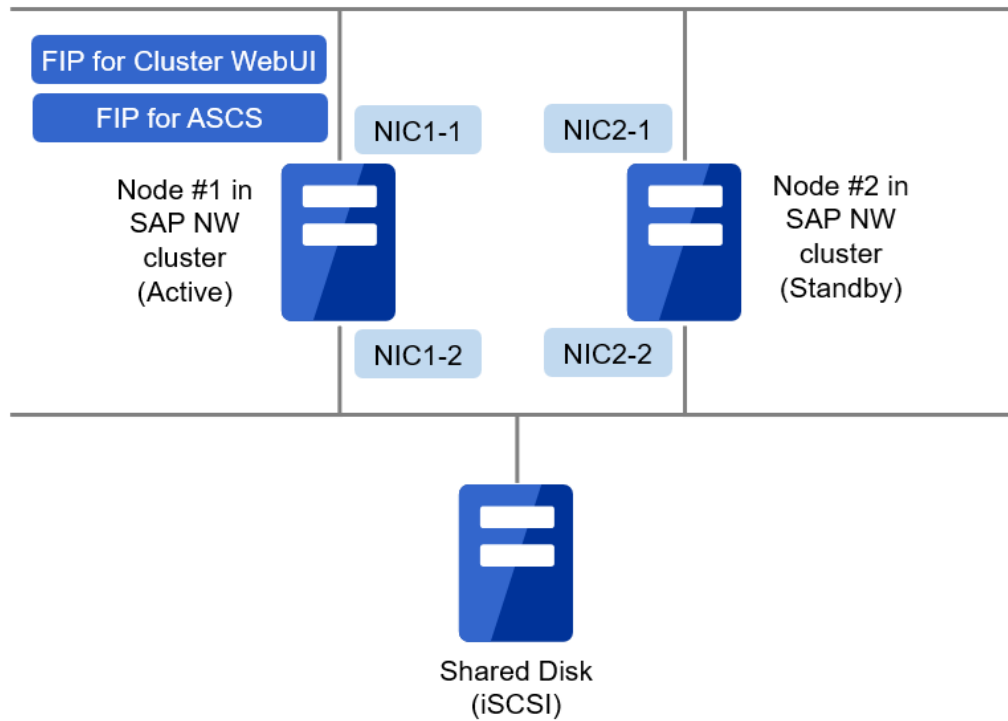 FIP for Cluster WebUI
FIP for ASCS
NIC1-1
NIC2-1
Node #1 in
SAP NW
cluster
(Active)
Node #2 in
SAP NW
cluster
(Standby)
NIC1-2
NIC2-2
Shared Disk
(iSCSI)